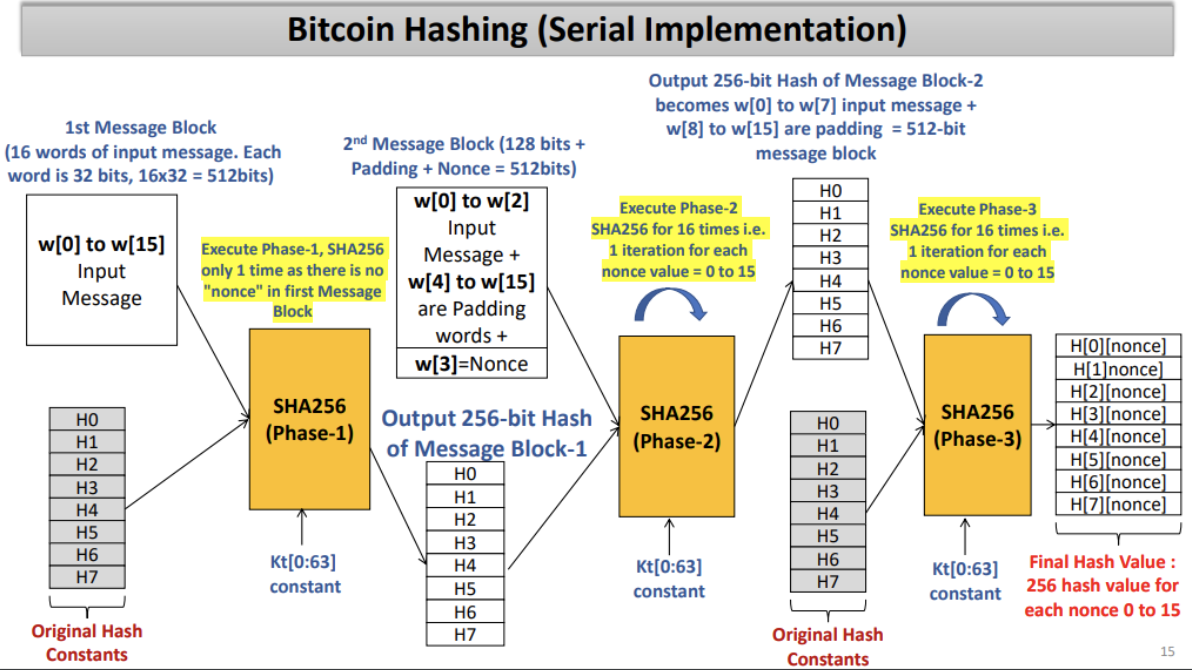 Bitcoin Hashing (Serial Implementation)
1st Message Block
(16 words of input message. Each
word is 32 bits, 16x32 = 512bits)
w[0] to w[15]
Input
Message
H0
H1
H2
H3
H4
H5
H6
H7
Original Hash
Constants
Execute Phase-1, SHA256
only 1 time as there is no
"nonce" in first Message
Block
SHA256
(Phase-1)
Kt[0:63]
constant
2nd Message Block (128 bits +
Padding + Nonce = 512bits)
w[0] to w[2]
Input
Message +
w[4] to w[15]
are Padding
words +
w[3]=Nonce
Output 256-bit Hash
of Message Block-1
H0
H1
H2
H3
H4
H5
H6
H7
Execute Phase-2
SHA256 for 16 times i.e.
1 iteration for each
nonce value = 0 to 15
SHA256
(Phase-2)
Kt[0:63]
constant
Output 256-bit Hash of Message Block-2
becomes w[0] to w[7] input message +
w[8] to w[15] are padding = 512-bit
message block
H0
H1
H2
H3
H4
H5
H6
H7
H0
H1
H2
H3
H4
H5
H6
H7
Original Hash
Constants
Execute Phase-3
SHA256 for 16 times i.e.
1 iteration for each
nonce value = 0 to 15
SHA256
(Phase-3)
Kt[0:63]
constant
H[0][nonce]
H[1]nonce]
H[2][nonce]
H[3][nonce]
H[4][nonce]
H[5][nonce]
H[6][nonce]
H[7][nonce]
Final Hash Value :
256 hash value for
each nonce 0 to 15
15